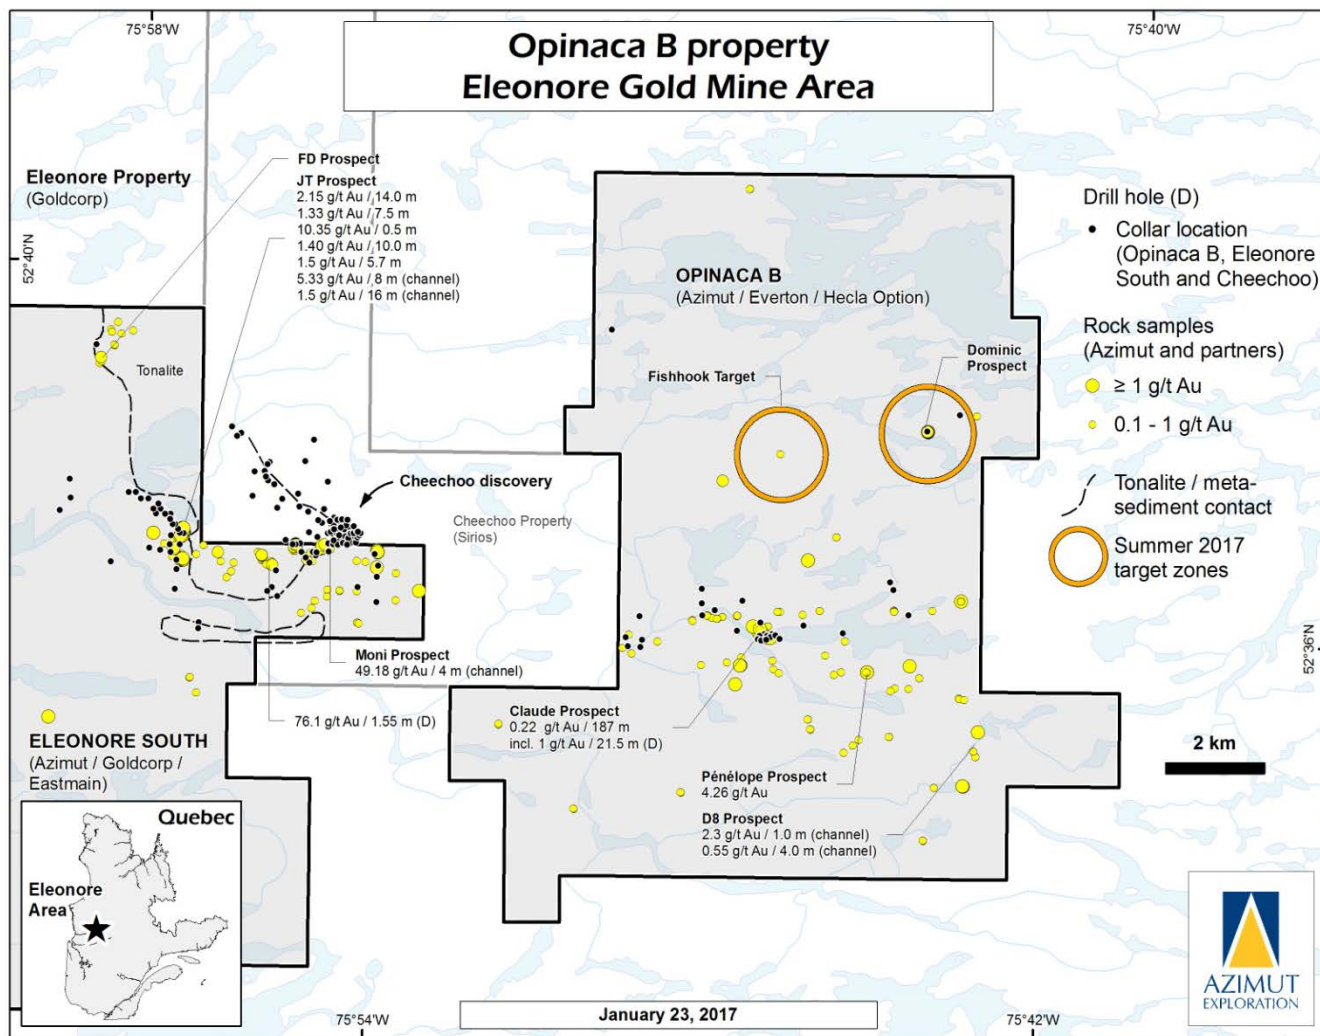 75°58'W
75°40'W
Opinaca B property
Eleonore Gold Mine Area
Eleonore Property
(Goldcorp)
52°40'N
FD Prospect
JT Prospect
2.15 g/t Au / 14.0 m
1.33 g/t Au / 7.5 m
10.35 g/t Au / 0.5 m
1.40 g/t Au / 10.0 m
1.5 g/t Au / 5.7 m
5.33 g/t Au / 8 m (channel)
1.5 g/t Au / 16 m (channel)
Tonalite
Cheechoo discovery
Cheechoo Property
(Sirios)
OPINACA B
(Azimut / Everton / Hecla Option)
Fishhook Target
Dominic
Prospect
Drill hole (D)
Collar location
(Opinaca B, Eleonore
South and Cheechoo)
Rock samples
(Azimut and partners)
≥ 1 g/t Au
0.1 - 1 g/t Au
Tonalite / meta-
sediment contact
Summer 2017
target zones
52°36'N
2 km
Moni Prospect
49.18 g/t Au / 4 m (channel)
76.1 g/t Au / 1.55 m (D)
Claude Prospect
0.22 g/t Au / 187 m
incl. 1 g/t Au / 21.5 m (D)
Pénélope Prospect
4.26 g/t Au
D8 Prospect
2.3 g/t Au / 1.0 m (channel)
0.55 g/t Au / 4.0 m (channel)
ELEONORE SOUTH
(Azimut / Goldcorp /
Eastmain)
Quebec
Eleonore
Area
75°54'W
January 23, 2017
75°42'W
AZIMUT
EXPLORATION